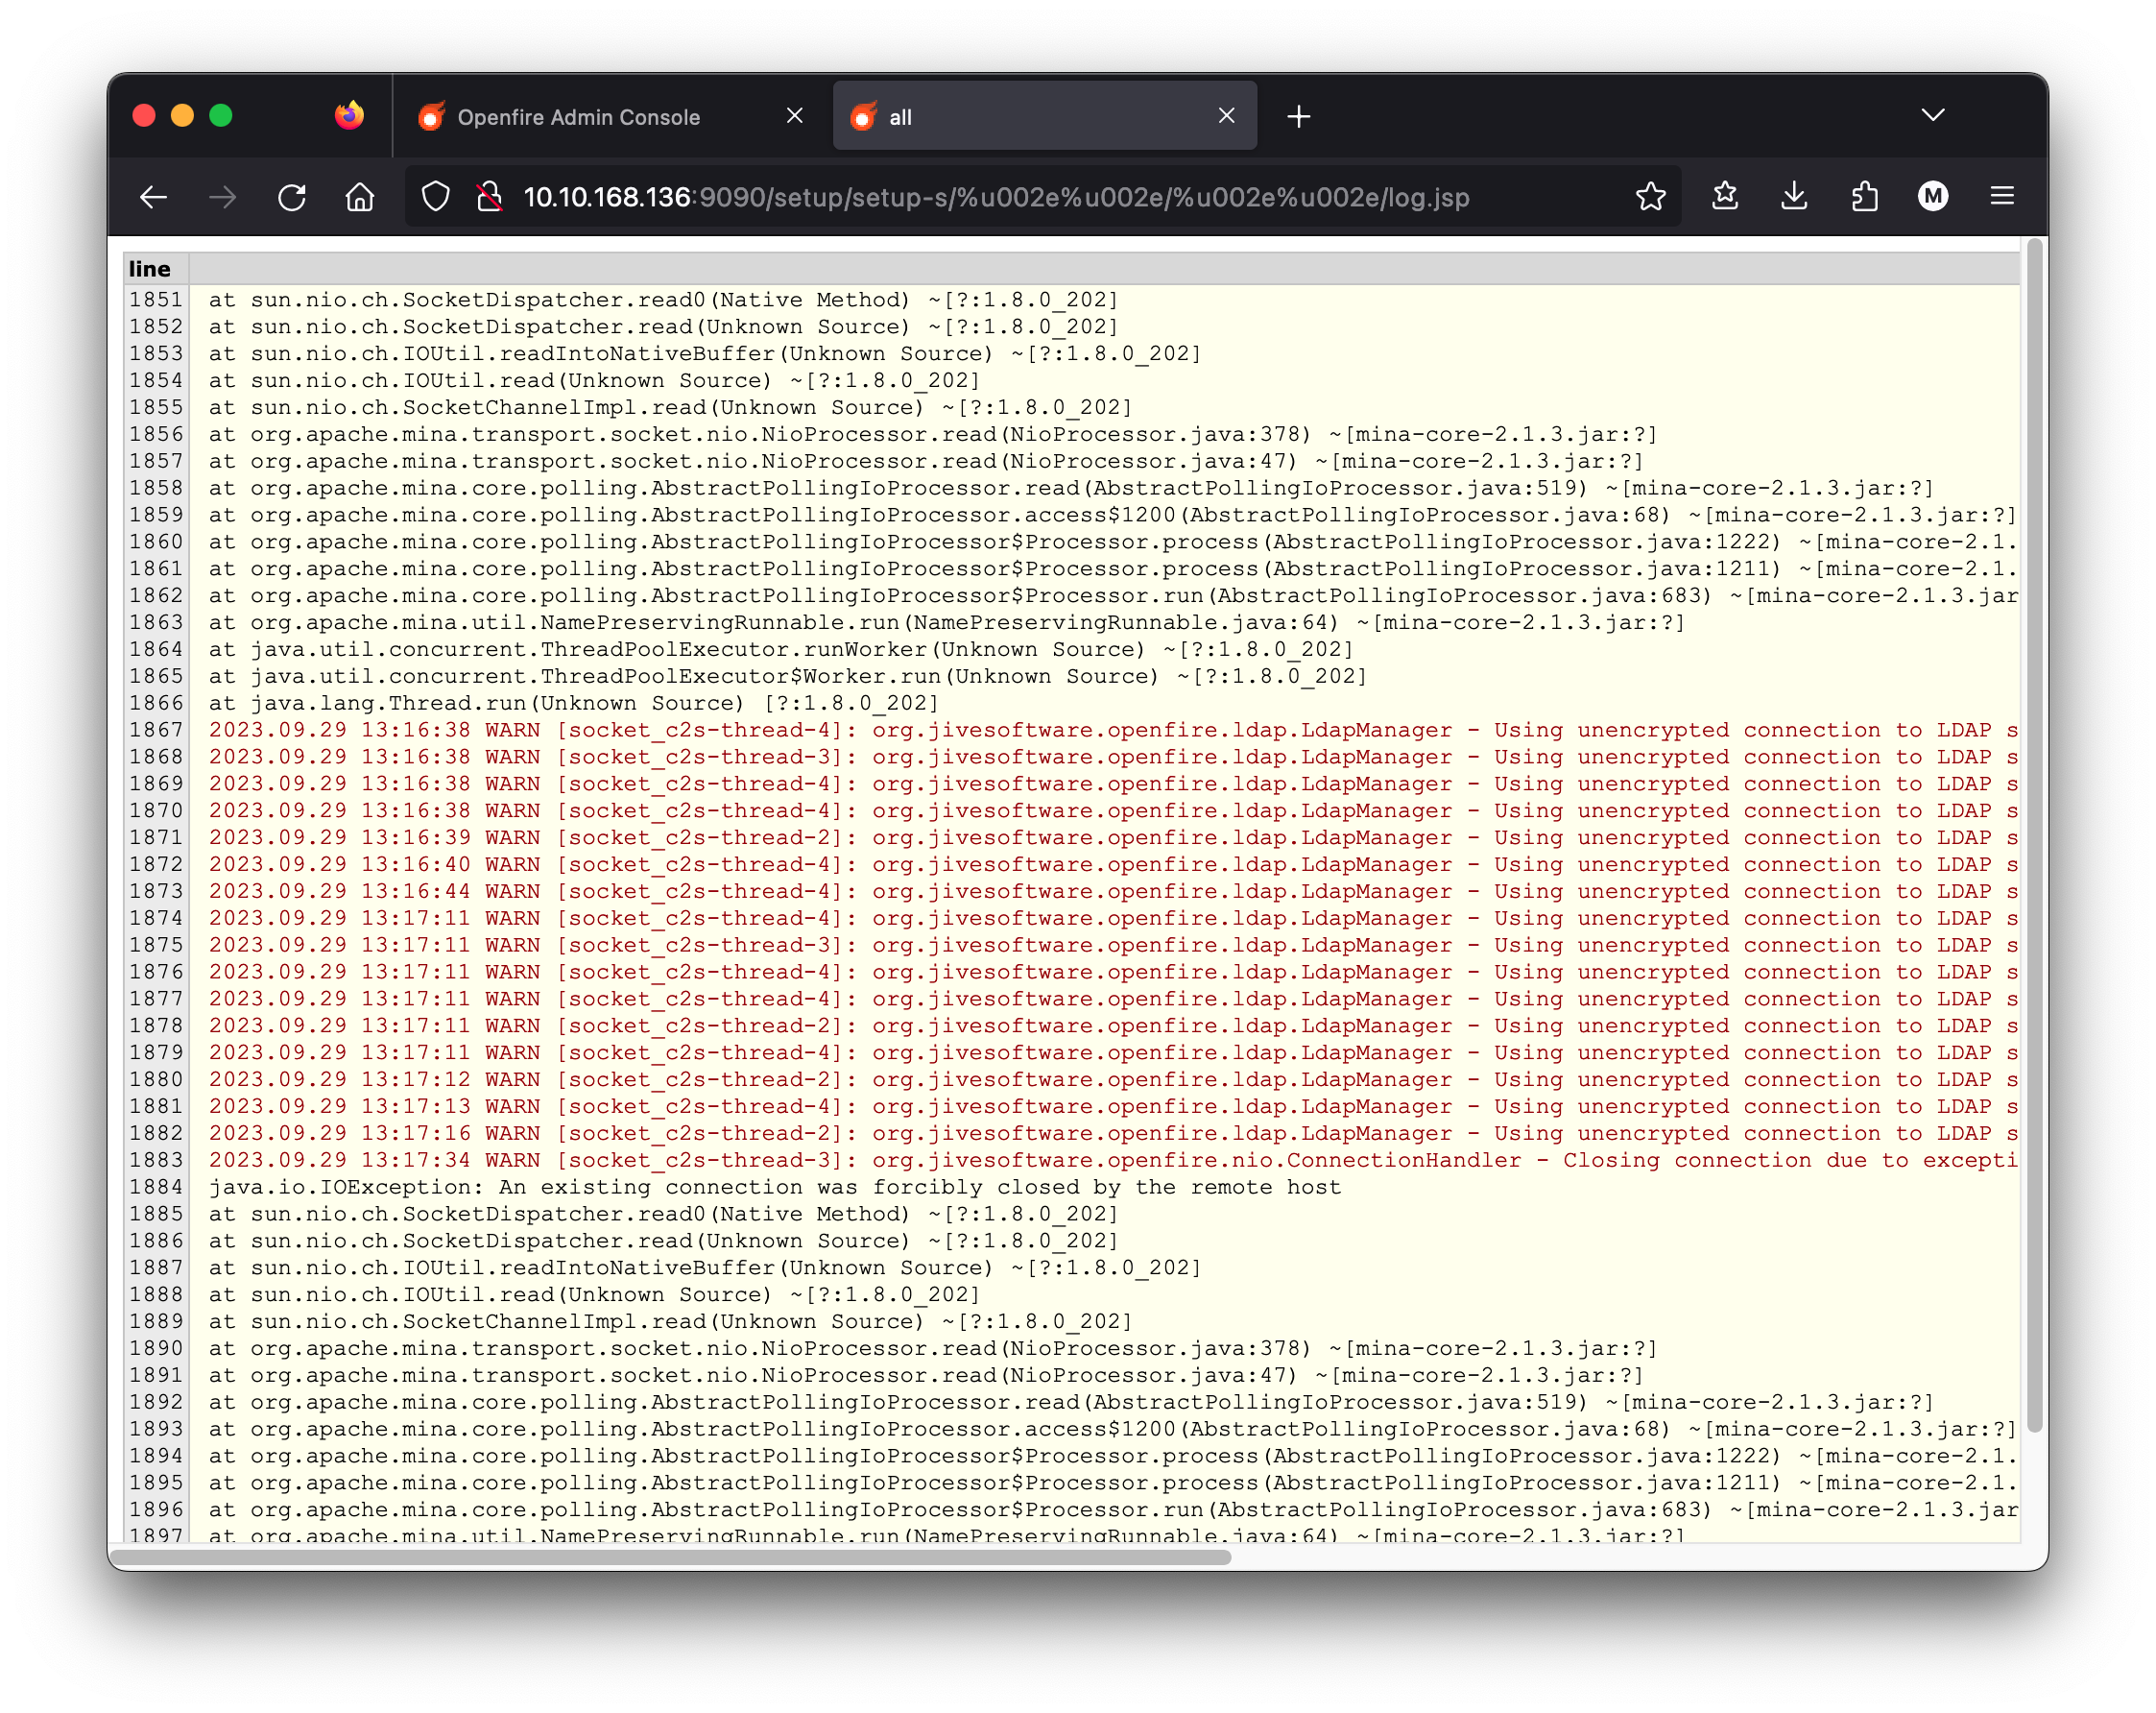 Openfire Admin Console
all
10.10.168.136:9090/setup/setup-s/%u002e%u002e/%u002e%u002e/log.jsp
M
line
1851 at sun.nio.ch.SocketDispatcher.read0(Native Method) ~[?:1.8.0_202]
1852 at sun.nio.ch.SocketDispatcher.read(Unknown Source) ~[?:1.8.0_202]
1853 at sun.nio.ch.IOUtil.readIntoNativeBuffer(Unknown Source) ~[?:1.8.0_202]
1854 at sun.nio.ch.IOUtil.read(Unknown Source) ~[?:1.8.0_202]
1855 at sun.nio.ch.SocketChannelImpl.read(Unknown Source) ~[?:1.8.0_202]
1856 at org.apache.mina.transport.socket.nio.NioProcessor.read(NioProcessor.java:378) ~[mina-core-2.1.3.jar:?]
1857 at org.apache.mina.transport.socket.nio.NioProcessor.read(NioProcessor.java:47) ~[mina-core-2.1.3.jar:?]
1858 at org.apache.mina.core.polling.AbstractPollingIoProcessor.read(AbstractPollingIoProcessor.java:519) ~[mina-core-2.1.3.jar:?]
1859 at org.apache.mina.core.polling.AbstractPollingIoProcessor.access$1200(AbstractPollingIoProcessor.java:68) ~[mina-core-2.1.3.jar:?]
1860 at org.apache.mina.core.polling.AbstractPollingIoProcessor$Processor.process(AbstractPollingIoProcessor.java:1222) ~[mina-core-2.1.
1861 at org.apache.mina.core.polling.AbstractPollingIoProcessor$Processor.process(AbstractPollingIoProcessor.java:1211) ~[mina-core-2.1.
1862 at org.apache.mina.core.polling.AbstractPollingIoProcessor$Processor.run(AbstractPollingIoProcessor.java:683) ~[mina-core-2.1.3.jar
1863 at org.apache.mina.util.NamePreservingRunnable.run(NamePreservingRunnable.java:64) ~[mina-core-2.1.3.jar:?]
1864 at java.util.concurrent.ThreadPoolExecutor.runWorker(Unknown Source) ~[?:1.8.0_202]
1865 at java.util.concurrent.ThreadPoolExecutor$Worker.run(Unknown Source) ~[?:1.8.0_202]
1866 at java.lang.Thread.run(Unknown Source) [?:1.8.0_202]
1867 2023.09.29 13:16:38 WARN [socket_c2s-thread-4]: org.jivesoftware.openfire.ldap.LdapManager - Using unencrypted connection to LDAP s
1868 2023.09.29 13:16:38 WARN [socket_c2s-thread-3]: org.jivesoftware.openfire.ldap.LdapManager - Using unencrypted connection to LDAP s
1869 2023.09.29 13:16:38 WARN [socket_c2s-thread-4]: org.jivesoftware.openfire.ldap.LdapManager - Using unencrypted connection to LDAP s
1870 2023.09.29 13:16:38 WARN [socket_c2s-thread-4]: org.jivesoftware.openfire.ldap.LdapManager - Using unencrypted connection to LDAP s
1871 2023.09.29 13:16:39 WARN [socket_c2s-thread-2]: org.jivesoftware.openfire.ldap.LdapManager - Using unencrypted connection to LDAP s
1872 2023.09.29 13:16:40 WARN [socket_c2s-thread-4]: org.jivesoftware.openfire.ldap.LdapManager - Using unencrypted connection to LDAP s
1873 2023.09.29 13:16:44 WARN [socket_c2s-thread-4]: org.jivesoftware.openfire.ldap.LdapManager - Using unencrypted connection to LDAP s
1874 2023.09.29 13:17:11 WARN [socket_c2s-thread-4]: org.jivesoftware.openfire.ldap.LdapManager - Using unencrypted connection to LDAP s
1875 2023.09.29 13:17:11 WARN [socket_c2s-thread-3]: org.jivesoftware.openfire.ldap.LdapManager - Using unencrypted connection to LDAP s
1876 2023.09.29 13:17:11 WARN [socket_c2s-thread-4]: org.jivesoftware.openfire.ldap.LdapManager - Using unencrypted connection to LDAP s
1877 2023.09.29 13:17:11 WARN [socket_c2s-thread-4]: org.jivesoftware.openfire.ldap.LdapManager - Using unencrypted connection to LDAP s
1878 2023.09.29 13:17:11 WARN [socket_c2s-thread-2]: org.jivesoftware.openfire.ldap.LdapManager - Using unencrypted connection to LDAP s
1879 2023.09.29 13:17:11 WARN [socket_c2s-thread-4]: org.jivesoftware.openfire.ldap.LdapManager - Using unencrypted connection to LDAP s
1880 2023.09.29 13:17:12 WARN [socket_c2s-thread-2]: org.jivesoftware.openfire.ldap.LdapManager - Using unencrypted connection to LDAP s
1881 2023.09.29 13:17:13 WARN [socket_c2s-thread-4]: org.jivesoftware.openfire.ldap.LdapManager - Using unencrypted connection to LDAP s
1882 2023.09.29 13:17:16 WARN [socket_c2s-thread-2]: org.jivesoftware.openfire.ldap.LdapManager - Using unencrypted connection to LDAP s
1883 2023.09.29 13:17:34 WARN [socket_c2s-thread-3]: org.jivesoftware.openfire.nio.ConnectionHandler - Closing connection due to excepti
1884 java.io.IOException: An existing connection was forcibly closed by the remote host
1885 at sun.nio.ch.SocketDispatcher.read0(Native Method) ~[?:1.8.0_202]
1886 at sun.nio.ch.SocketDispatcher.read(Unknown Source) ~[?:1.8.0_202]
1887 at sun.nio.ch.IOUtil.readIntoNativeBuffer(Unknown Source) ~[?:1.8.0_202]
1888 at sun.nio.ch.IOUtil.read(Unknown Source) ~[?:1.8.0_202]
1889 at sun.nio.ch.SocketChannelImpl.read(Unknown Source) ~[?:1.8.0_202]
1890 at org.apache.mina.transport.socket.nio.NioProcessor.read(NioProcessor.java:378) ~[mina-core-2.1.3.jar:?]
1891 at org.apache.mina.transport.socket.nio.NioProcessor.read(NioProcessor.java:47) ~[mina-core-2.1.3.jar:?]
1892 at org.apache.mina.core.polling.AbstractPollingIoProcessor.read(AbstractPollingIoProcessor.java:519) ~[mina-core-2.1.3.jar:?]
1893 at org.apache.mina.core.polling.AbstractPollingIoProcessor.access$1200(AbstractPollingIoProcessor.java:68) ~[mina-core-2.1.3.jar:?]
1894 at org.apache.mina.core.polling.AbstractPollingIoProcessor$Processor.process(AbstractPollingIoProcessor.java:1222) ~[mina-core-2.1.
1895 at org.apache.mina.core.polling.AbstractPollingIoProcessor$Processor.process(AbstractPollingIoProcessor.java:1211) ~[mina-core-2.1.
1896 at org.apache.mina.core.polling.AbstractPollingIoProcessor$Processor.run(AbstractPollingIoProcessor.java:683) ~[mina-core-2.1.3.jar
1897 at org.apache.mina.util.NamePreservingRunnable.run(NamePreservingRunnable.java:64) ~[mina-core-2.1.3.jar:?]